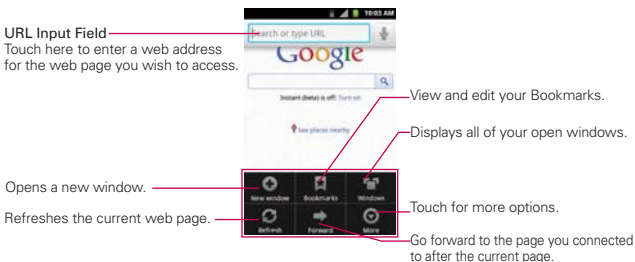 10:03 AM
URL Input Field
Touch here to enter a web address
for the web page you wish to access.
Search or type URL
Google
Instant (beta) is off: Turn on
See places nearby
View and edit your Bookmarks.
Displays all of your open windows.
Opens a new window.
New window
Bookmarks
Windows
Refreshes the current web page.
Touch for more options.
Refresh
Forward
More
Go forward to the page you connected
to after the current page.